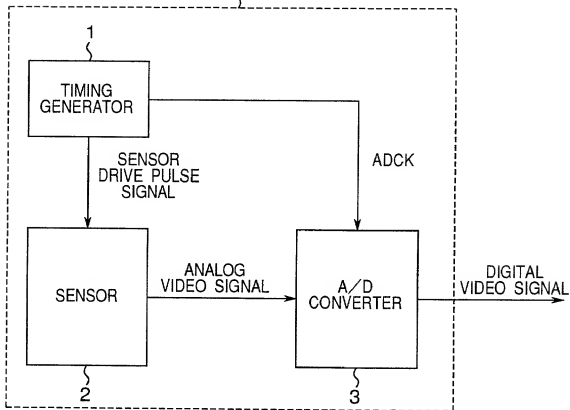 1
TIMING
GENERATOR
SENSOR
DRIVE PULSE
SIGNAL
ADCK
SENSOR
ANALOG
VIDEO SIGNAL
A/D
CONVERTER
DIGITAL
VIDEO SIGNAL
2
3